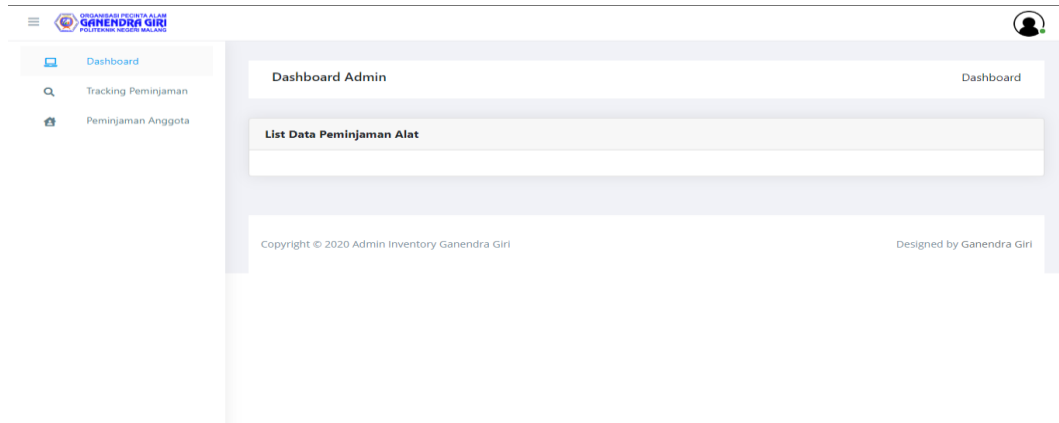 ORGANISASI PECINTA ALAM
GANENDRA GIRI
POLITEKNIK NEGERI MALANG
Dashboard
Tracking Peminjaman
Peminjaman Anggota
Dashboard Admin
Dashboard
List Data Peminjaman Alat
Copyright © 2020 Admin Inventory Ganendra Giri
Designed by Ganendra Giri